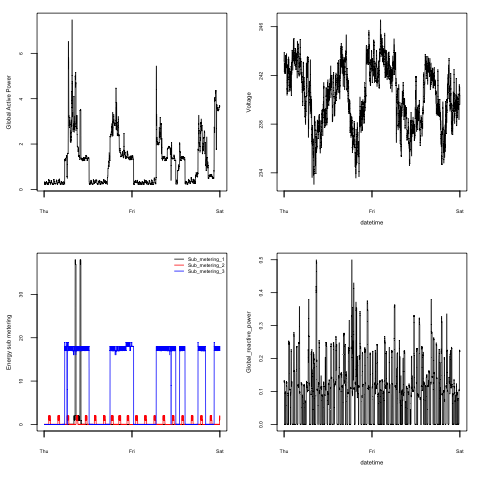 Global Active Power
0 2 4 6
Thu Fri Sat
Voltage
234 238 242 246
Thu Fri Sat
datetime
Energy sub metering
0 10 20 30
Sub_metering_1
Sub_metering_2
Sub_metering_3
Thu Fri Sat
Global_reactive_power
0.0 0.1 0.2 0.3 0.4 0.5
Thu Fri Sat
datetime